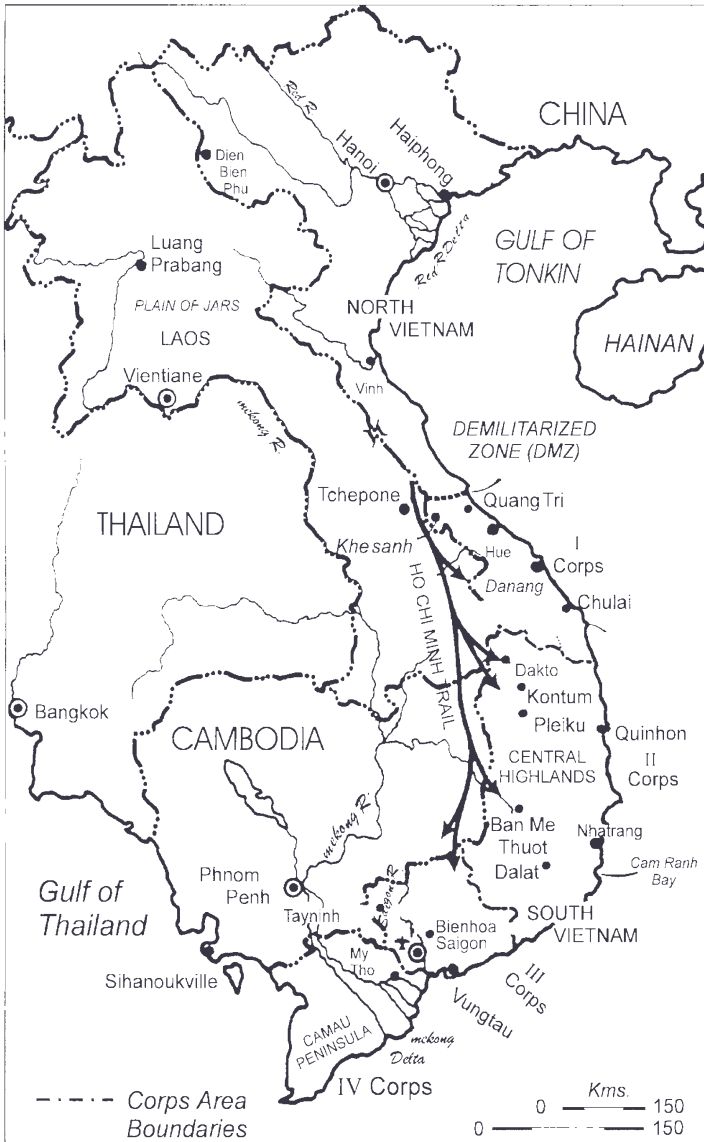 CHINA
Red R.
Hanoi
Haiphong
Dien
Bien
Phu
GULF OF
TONKIN
Red R Delta
Luang
Prabang
PLAIN OF JARS
LAOS
NORTH
VIETNAM
HAINAN
Vientiane
Vinh
mekong R.
DEMILITARIZED
ZONE (DMZ)
Tchepone
Quang Tri
THAILAND
Khe sanh
Hue
I
Corps
Danang
Chulai
HO CHI MINH TRAIL
Dakto
Kontum
Pleiku
Bangkok
CAMBODIA
Quinhon
II
Corps
CENTRAL
HIGHLANDS
mekong R.
Ban Me
Thuot
Nhatrang
Dalat
Cam Ranh
Bay
Phnom
Penh
Gulf of
Thailand
Tayninh
Saigon R.
Bienhoa
Saigon
SOUTH
VIETNAM
My
Tho
Sihanoukville
Vungtau
III
Corps
CAMAU
PENINSULA
mekong
Delta
IV Corps
Corps Area
Boundaries
Kms.
0 150
0 150